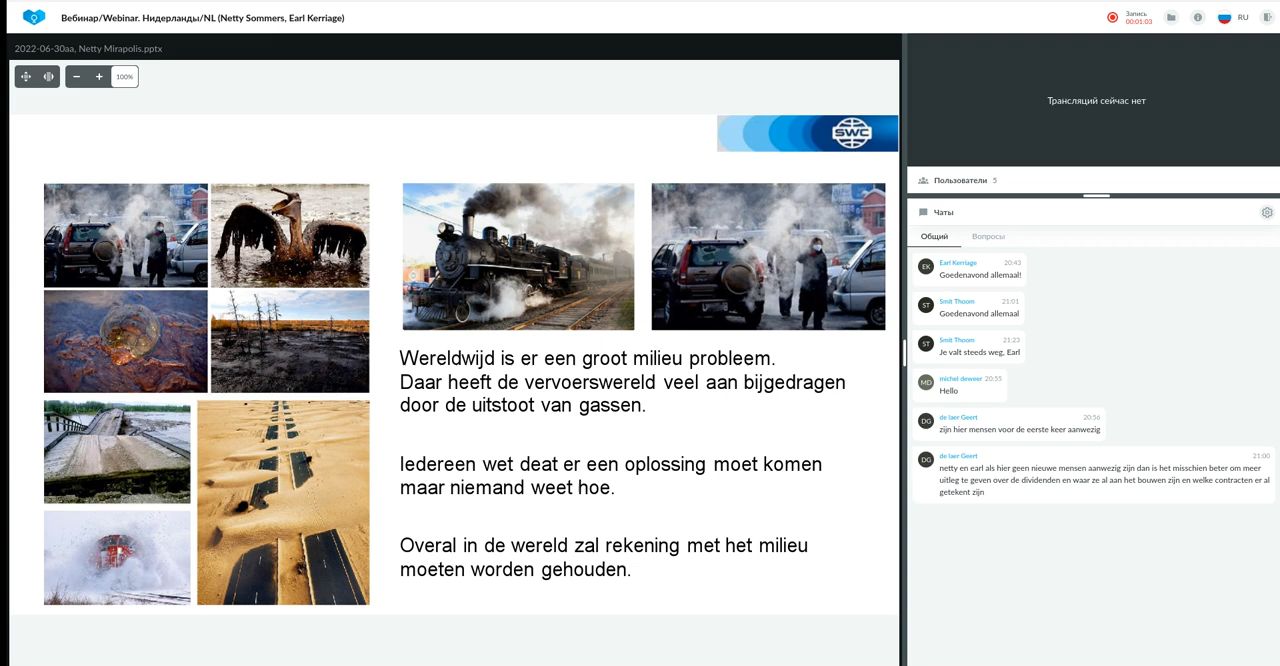 Вебинар/Webinar. Нидерланды/NL (Netty Sommers, Earl Kerriage)
Запись
00:01:03
RU
2022-06-30aa, Netty Mirapolis.pptx
100%
SWC
Wereldwijd is er een groot milieu probleem.
Daar heeft de vervoerswereld veel aan bijgedragen
door de uitstoot van gassen.
Iedereen wet deat er een oplossing moet komen
maar niemand weet hoe.
Overal in de wereld zal rekening met het milieu
moeten worden gehouden.
Трансляций сейчас нет
Пользователи 5
Чаты
Общий Вопросы
EK Earl Kerriage 20:43
Goedenavond allemaal!
ST Smit Thoom 21:01
Goedenavond allemaal
ST Smit Thoom 21:23
Je valt steeds weg, Earl
MD michel deweer 20:55
Hello
DG de laer Geert 20:56
zijn hier mensen voor de eerste keer aanwezig
DG de laer Geert 21:00
netty en earl als hier geen nieuwe mensen aanwezig zijn dan is het misschien beter om meer
uitleg te geven over de dividenden en waar ze al aan het bouwen zijn en welke contracten er al
getekent zijn